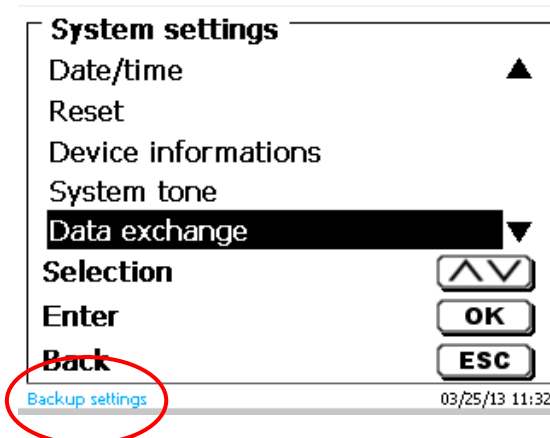 System settings
Date/time
Reset
Device informations
System tone
Data exchange
Selection
Enter OK
Back ESC
Backup settings 03/25/13 11:32